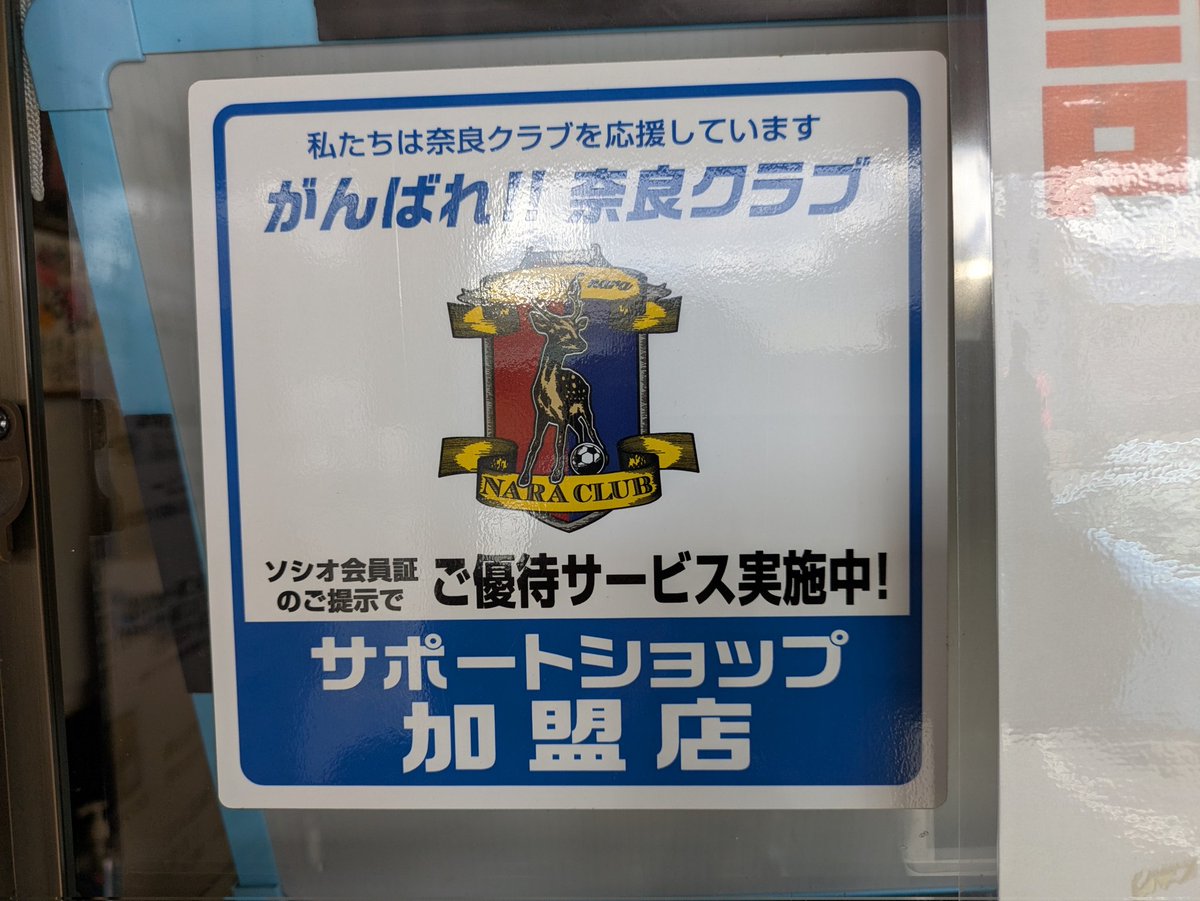 私たちは奈良クラブを応援しています
がんばれ!! 奈良クラブ
nara
NARA CLUB
ソシオ会員証
のご提示で
ご優待サービス実施中!
サポートショップ
加盟店